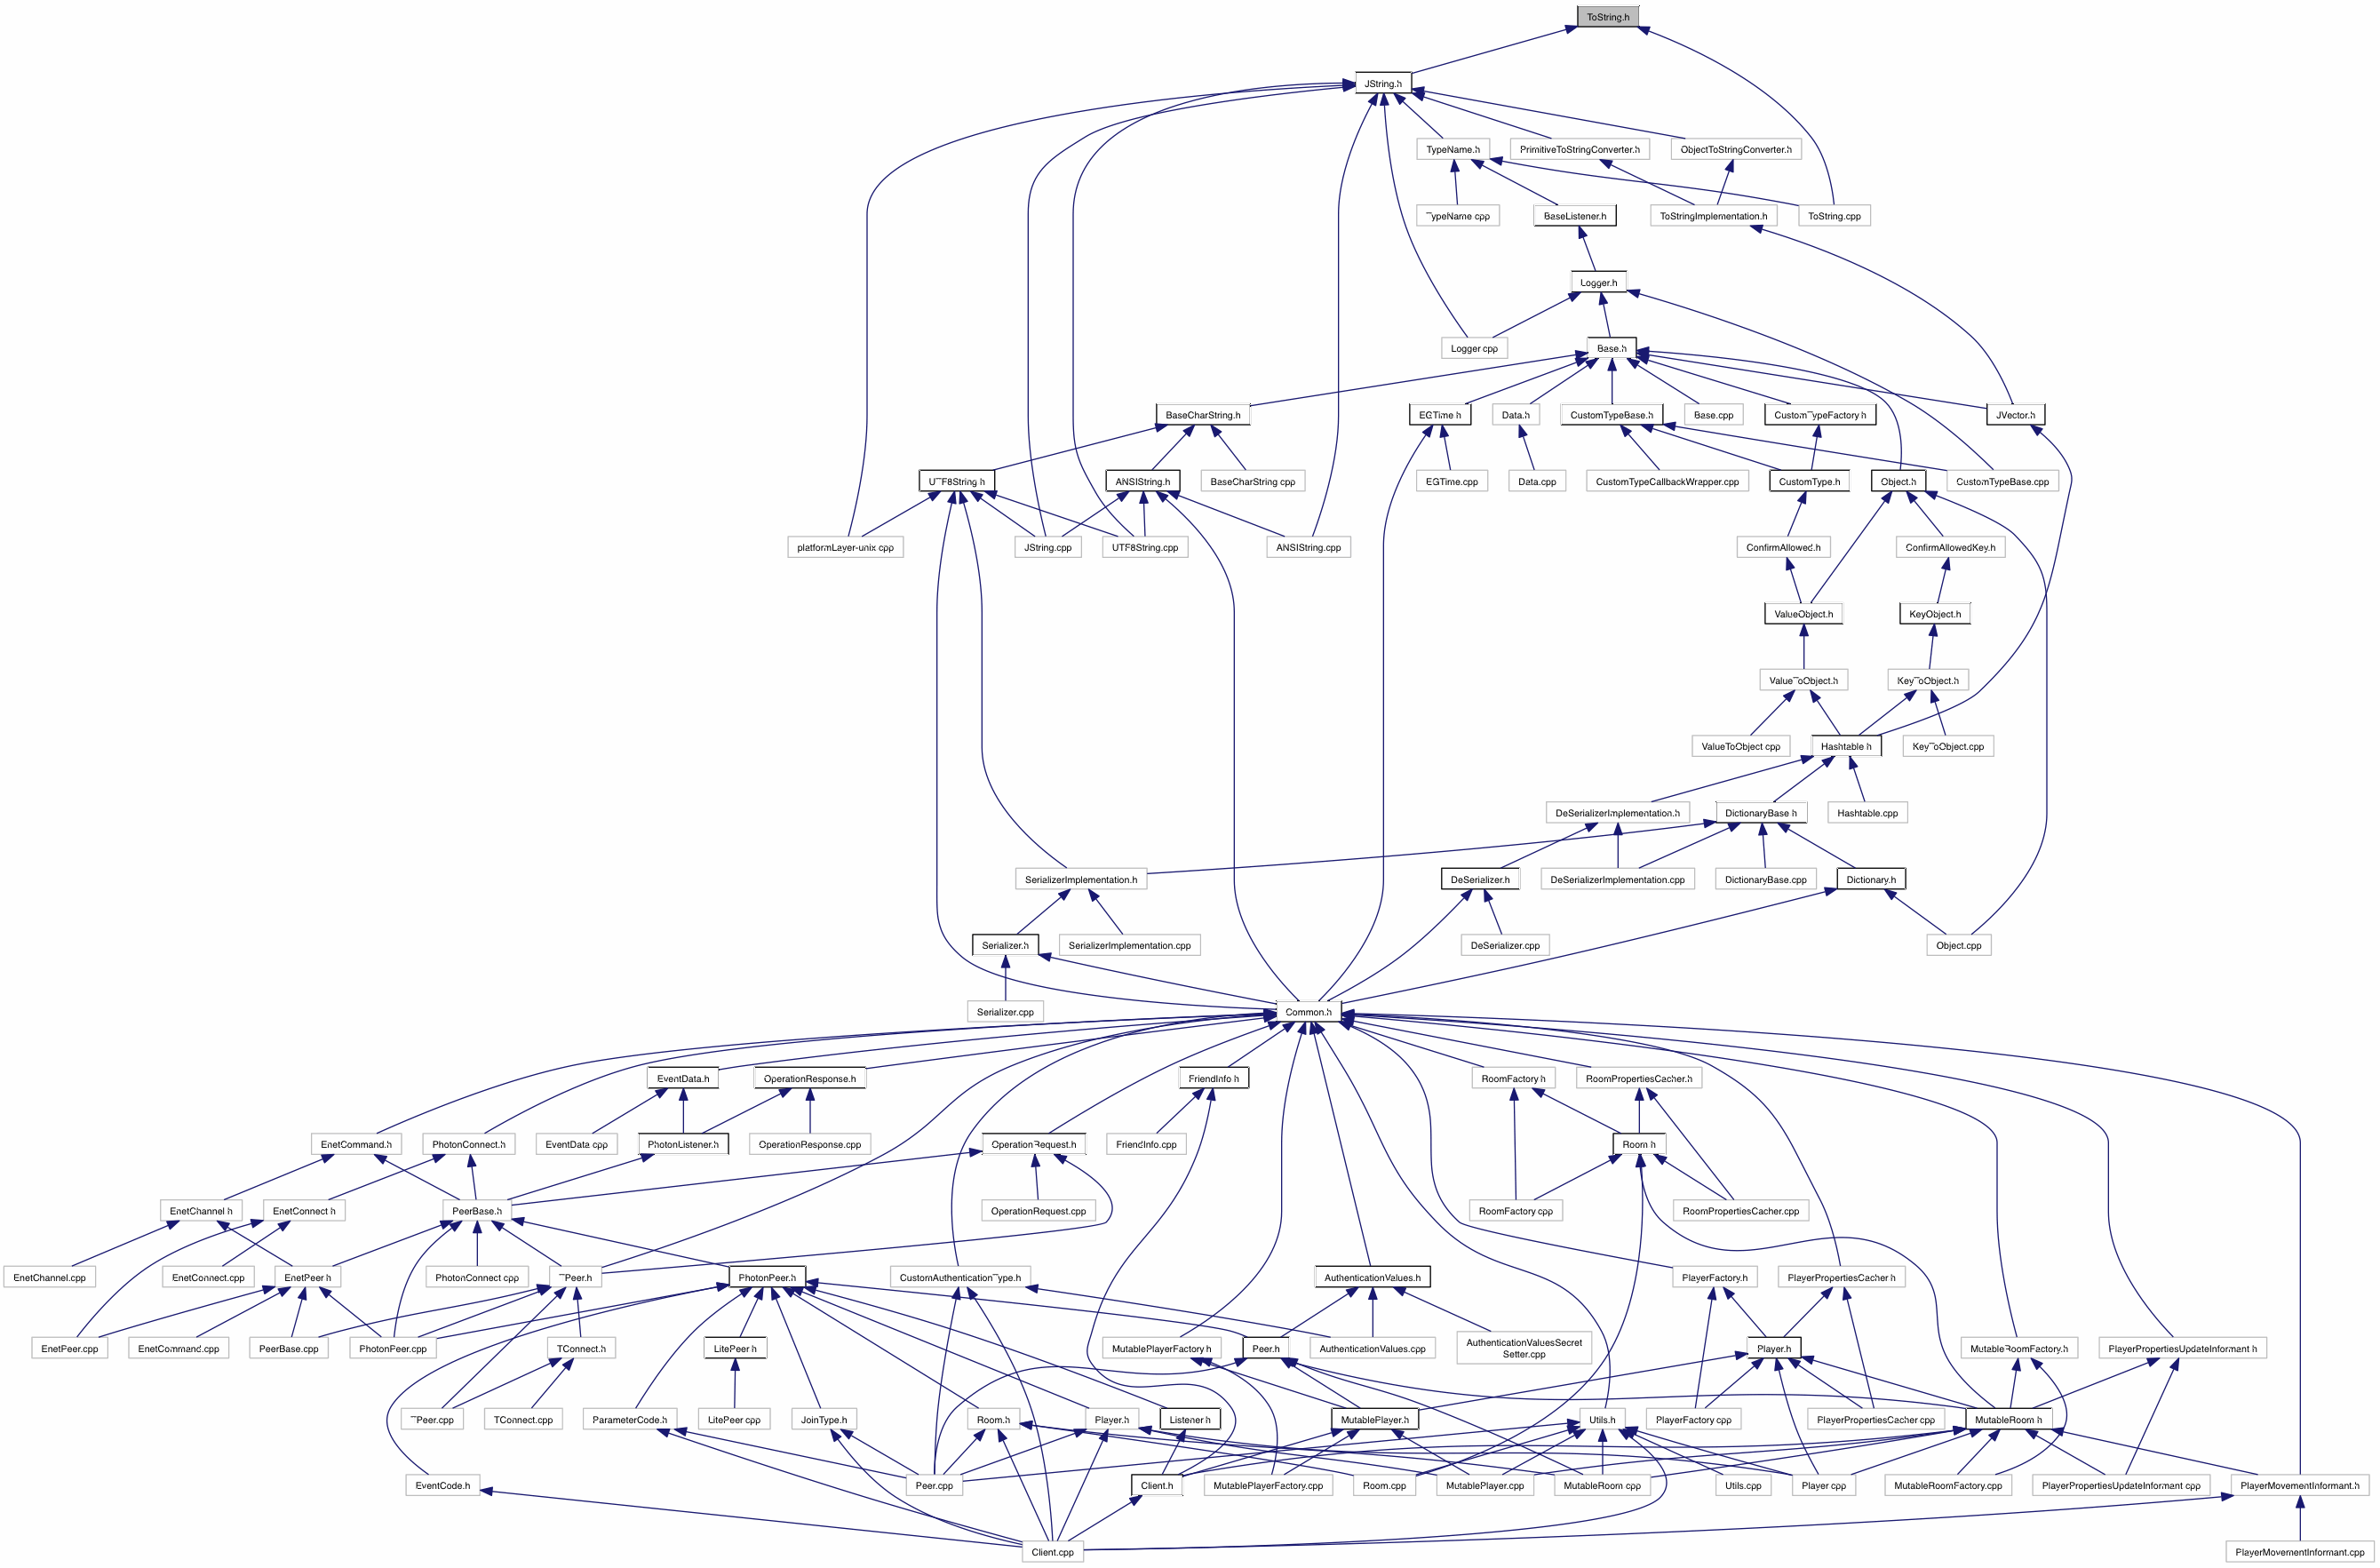 ToString.h
JString.h
TypeName.h
PrimitiveToStringConverter.h
ObjectToStringConverter.h
TypeName.cpp
BaseListener.h
ToStringImplementation.h
ToString.cpp
Logger.h
Logger.cpp
Base.h
BaseCharString.h
EGTime.h
Data.h
CustomTypeBase.h
Base.cpp
CustomTypeFactory.h
JVector.h
UTF8String.h
ANSIString.h
BaseCharString.cpp
EGTime.cpp
Data.cpp
CustomTypeCallbackWrapper.cpp
CustomType.h
Object.h
CustomTypeBase.cpp
platformLayer-unix.cpp
JString.cpp
UTF8String.cpp
ANSIString.cpp
ConfirmAllowed.h
ConfirmAllowedKey.h
ValueObject.h
KeyObject.h
ValueToObject.h
KeyToObject.h
ValueToObject.cpp
Hashtable.h
KeyToObject.cpp
DeSerializerImplementation.h
DictionaryBase.h
Hashtable.cpp
SerializerImplementation.h
DeSerializer.h
DeSerializerImplementation.cpp
DictionaryBase.cpp
Dictionary.h
Serializer.h
SerializerImplementation.cpp
DeSerializer.cpp
Object.cpp
Serializer.cpp
Common.h
EventData.h
OperationResponse.h
FriendInfo.h
RoomFactory.h
RoomPropertiesCacher.h
EnetCommand.h
PhotonConnect.h
EventData.cpp
PhotonListener.h
OperationResponse.cpp
OperationRequest.h
FriendInfo.cpp
Room.h
EnetChannel.h
EnetConnect.h
PeerBase.h
OperationRequest.cpp
RoomFactory.cpp
RoomPropertiesCacher.cpp
EnetChannel.cpp
EnetConnect.cpp
EnetPeer.h
PhotonConnect.cpp
TPeer.h
PhotonPeer.h
CustomAuthenticationType.h
AuthenticationValues.h
PlayerFactory.h
PlayerPropertiesCacher.h
EnetPeer.cpp
EnetCommand.cpp
PeerBase.cpp
PhotonPeer.cpp
TConnect.h
LitePeer.h
MutablePlayerFactory.h
Peer.h
AuthenticationValues.cpp
AuthenticationValuesSecret
Setter.cpp
Player.h
MutableRoomFactory.h
PlayerPropertiesUpdateInformant.h
TPeer.cpp
TConnect.cpp
ParameterCode.h
LitePeer.cpp
JoinType.h
Room.h
Player.h
Listener.h
MutablePlayer.h
Utils.h
PlayerFactory.cpp
PlayerPropertiesCacher.cpp
MutableRoom.h
EventCode.h
Peer.cpp
Client.h
MutablePlayerFactory.cpp
Room.cpp
MutablePlayer.cpp
MutableRoom.cpp
Utils.cpp
Player.cpp
MutableRoomFactory.cpp
PlayerPropertiesUpdateInformant.cpp
PlayerMovementInformant.h
Client.cpp
PlayerMovementInformant.cpp